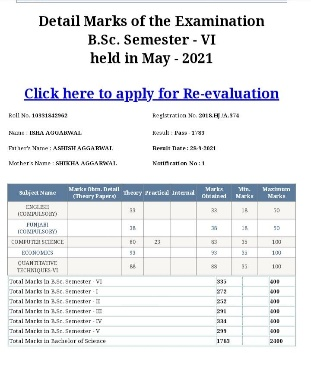 Detail Marks of the Examination
B.Sc. Semester - VI
held in May - 2021
Click here to apply for Re-evaluation
Roll No. 10931842962 Registration No. 2018.HJ.A.374
Name : ISHA AGGARWAL Result : Pass - 1783
Father's Name : ASHISH AGGARWAL Result Date : 28-9-2021
Mother's Name : SHIKHA AGGARWAL Notification No : 1
Subject Name Marks Obtn. Detail (Theory Papers) Theory Practical Internal Marks Obtained Min. Marks Maximum Marks
ENGLISH (COMPULSORY) 33 33 18 50
PUNJABI (COMPULSORY) 38 38 18 50
COMPUTER SCIENCE 60 23 83 35 100
ECONOMICS 93 93 35 100
QUANTITATIVE TECHNIQUES-VI 88 88 35 100
Total Marks in B.Sc. Semester - VI 335 400
Total Marks in B.Sc. Semester - I 272 400
Total Marks in B.Sc. Semester - II 252 400
Total Marks in B.Sc. Semester - III 291 400
Total Marks in B.Sc. Semester - IV 334 400
Total Marks in B.Sc. Semester - V 299 400
Total Marks in Bachelor of Science 1783 2400